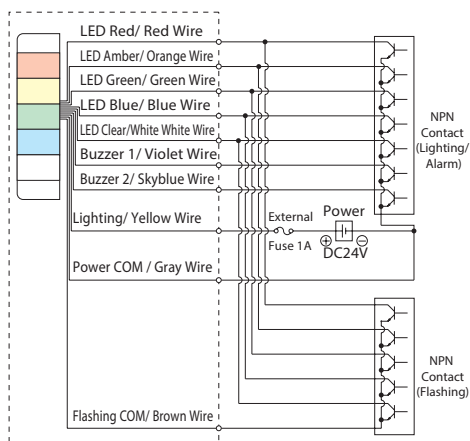 LED Red/ Red Wire
LED Amber/ Orange Wire
LED Green/ Green Wire
LED Blue/ Blue Wire
LED Clear/White White Wire
Buzzer 1/ Violet Wire
Buzzer 2/ Skyblue Wire
Lighting/ Yellow Wire
Power COM / Gray Wire
Flashing COM/ Brown Wire
External
Fuse 1A
Power
DC24V
NPN
Contact
(Lighting/
Alarm)
NPN
Contact
(Flashing)